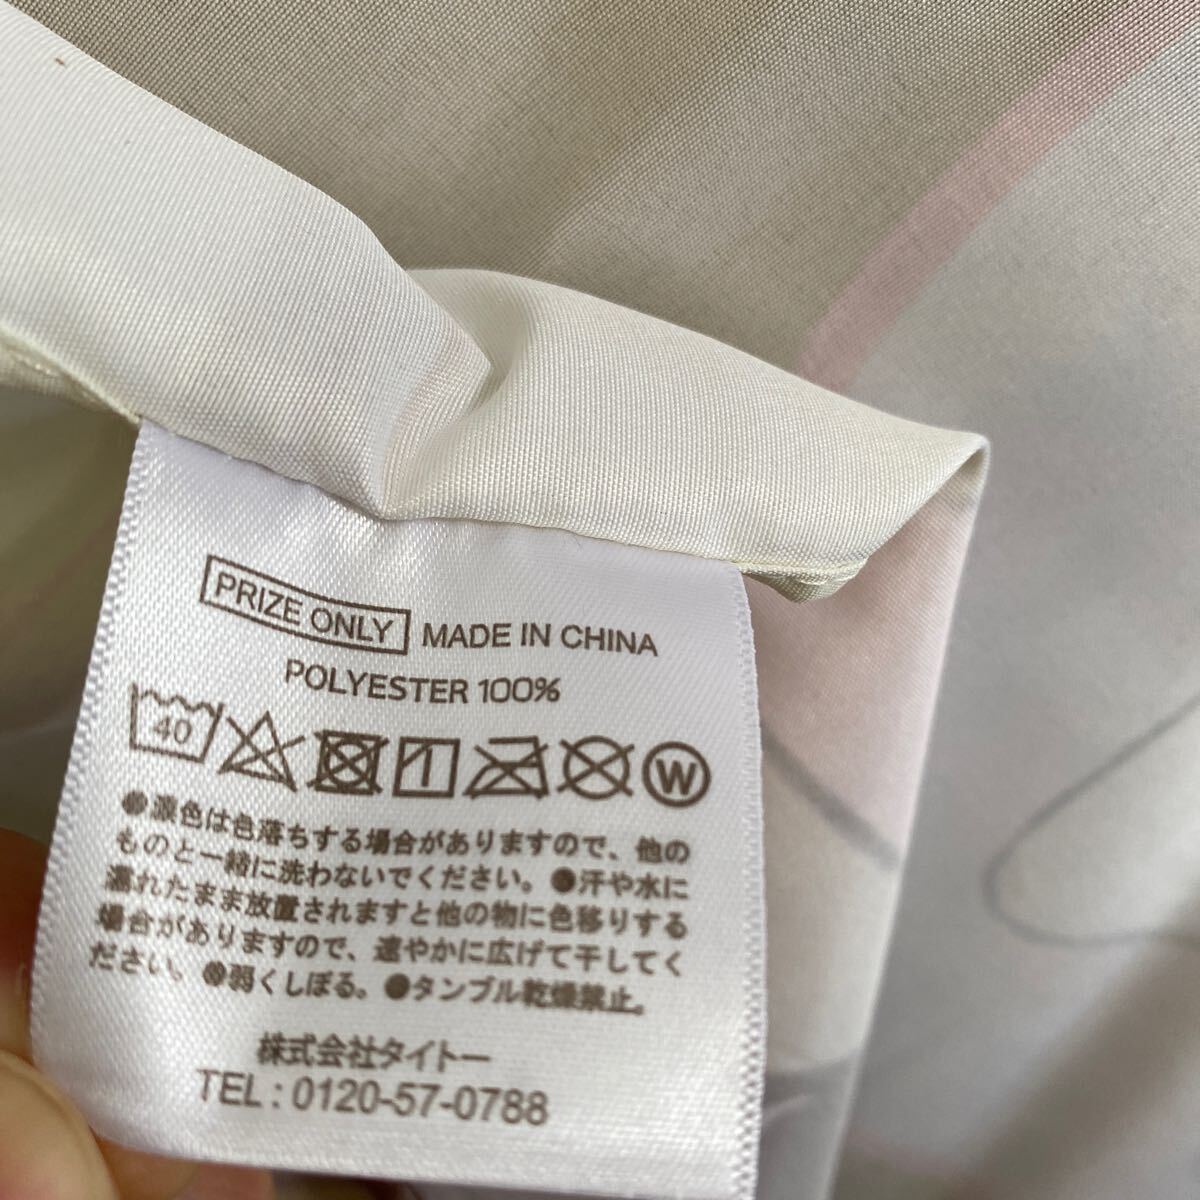 PRIZE ONLY MADE IN CHINA
POLYESTER 100%
40 W
●濃色は色落ちする場合がありますので、他の
ものと一緒に洗わないでください。●汗や水に
濡れたまま放置されますと他の物に色移りする
場合がありますので、速やかに広げて干してく
ださい。●弱くしぼる。●タンブル乾燥禁止。
株式会社タイトー
TEL:0120-57-0788